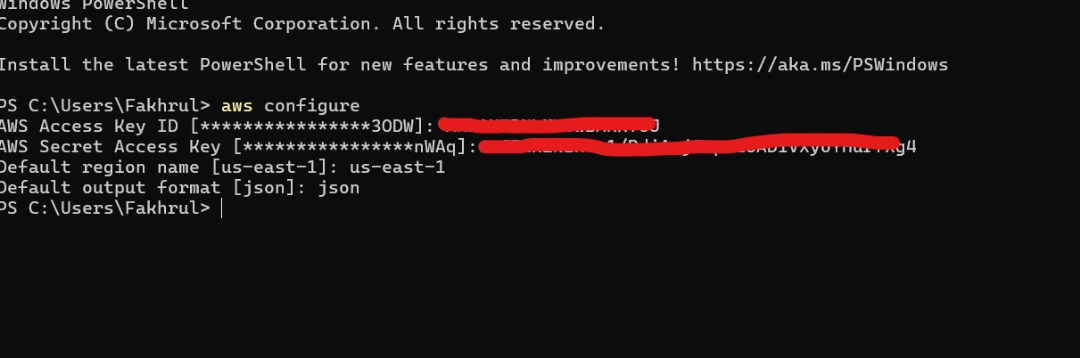 Windows PowerShell
Copyright (C) Microsoft Corporation. All rights reserved.
Install the latest PowerShell for new features and improvements! https://aka.ms/PSWindows
PS C:\Users\Fakhrul> aws configure
AWS Access Key ID [****************3ODW]:
AWS Secret Access Key [****************nWAq]:
Default region name [us-east-1]: us-east-1
Default output format [json]: json
PS C:\Users\Fakhrul>